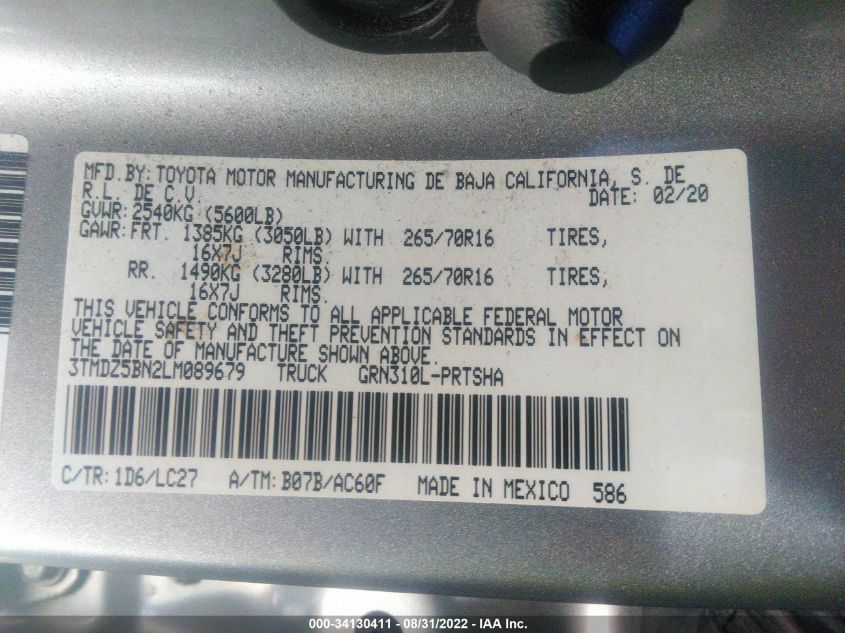 MFD.BY:TOYOTA MOTOR MANUFACTURING DE BAJA CALIFORNIA, S. DE
R.L. DE C.V. DATE: 02/20
GVWR:2540KG (5600LB)
GAWR:FRT. 1385KG (3050LB) WITH 265/70R16 TIRES,
16X7J RIMS.
RR. 1490KG (3280LB) WITH 265/70R16 TIRES,
16X7J RIMS.
THIS VEHICLE CONFORMS TO ALL APPLICABLE FEDERAL MOTOR
VEHICLE SAFETY AND THEFT PREVENTION STANDARDS IN EFFECT ON
THE DATE OF MANUFACTURE SHOWN ABOVE.
3TMDZ5BN2LM089679 TRUCK GRN310L-PRTSHA
C/TR:1D6/LC27 A/TM:B07B/AC60F MADE IN MEXICO 586
000-34130411 - 08/31/2022 - IAA Inc.